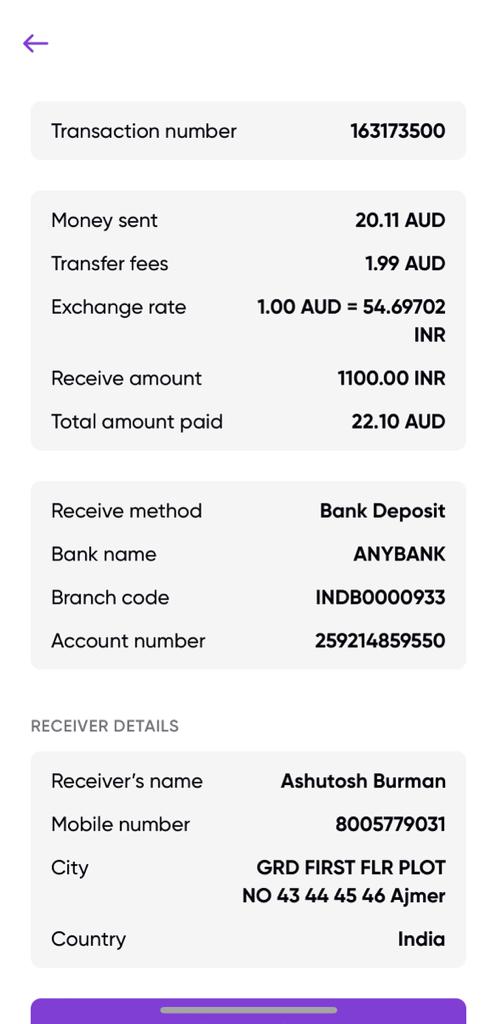 Transaction number 163173500
Money sent 20.11 AUD
Transfer fees 1.99 AUD
Exchange rate 1.00 AUD = 54.69702
INR
Receive amount 1100.00 INR
Total amount paid 22.10 AUD
Receive method Bank Deposit
Bank name ANYBANK
Branch code INDB0000933
Account number 259214859550
RECEIVER DETAILS
Receiver's name Ashutosh Burman
Mobile number 8005779031
City GRD FIRST FLR PLOT
NO 43 44 45 46 Ajmer
Country India